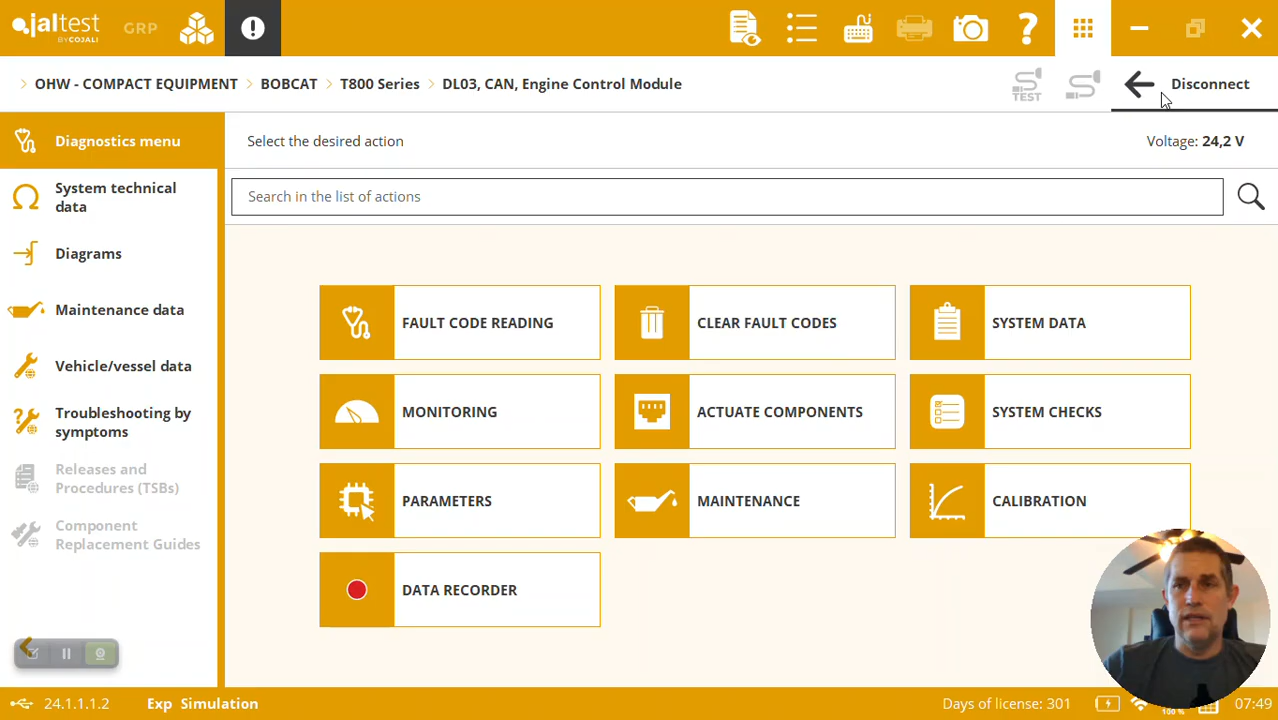 jaltest
BY COJALI
GRP
OHW - COMPACT EQUIPMENT
BOBCAT
T800 Series
DL03, CAN, Engine Control Module
TEST
Disconnect
Diagnostics menu
Select the desired action
Voltage: 24,2 V
System technical
data
Search in the list of actions
Diagrams
Maintenance data
Vehicle/vessel data
Troubleshooting by
symptoms
Releases and
Procedures (TSBs)
Component
Replacement Guides
FAULT CODE READING
CLEAR FAULT CODES
SYSTEM DATA
MONITORING
ACTUATE COMPONENTS
SYSTEM CHECKS
PARAMETERS
MAINTENANCE
CALIBRATION
DATA RECORDER
24.1.1.1.2
Exp Simulation
Days of license: 301
100 %
07:49